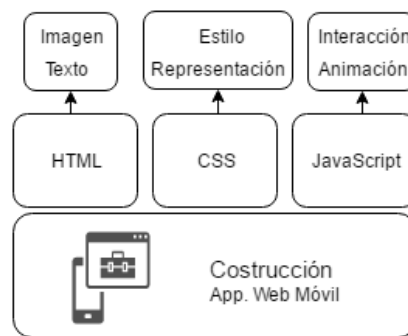 Imagen
Texto
Estilo
Representación
Interacción
Animación
HTML
CSS
JavaScript
Costrucción
App. Web Móvil